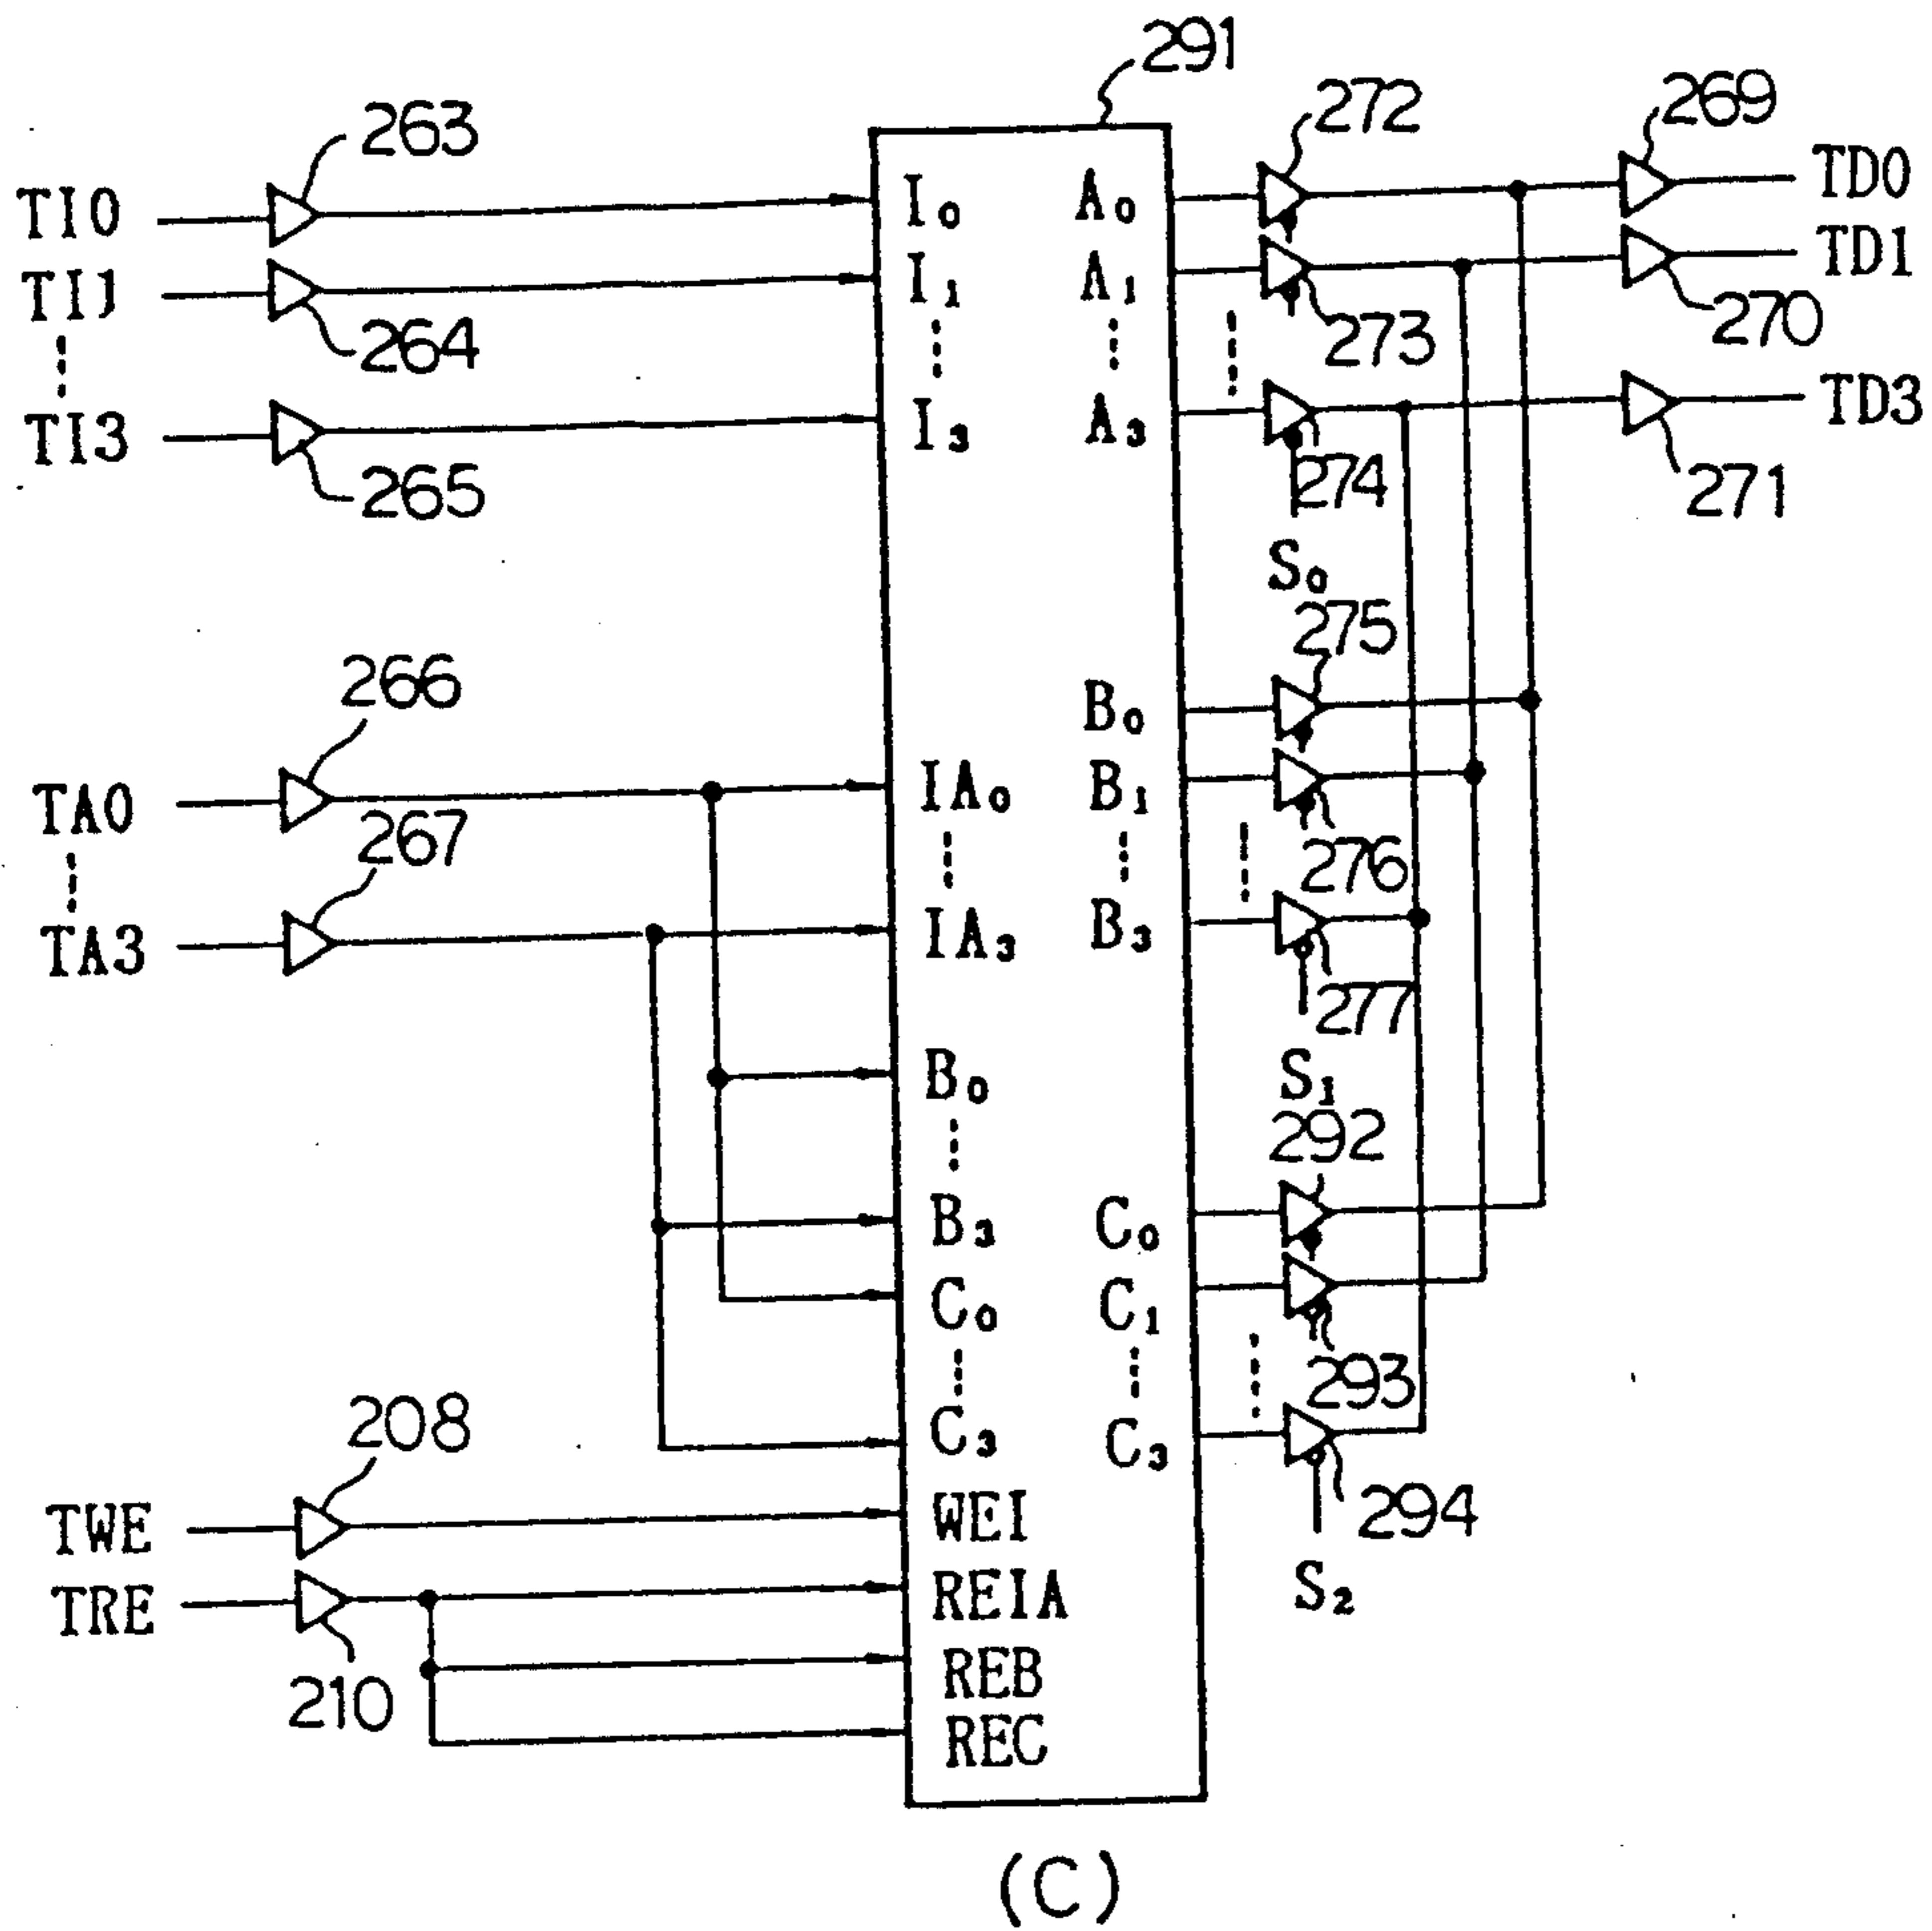 291
263 272 269
TI0 I₀ A₀ TD0
TI1 I₁ A₁ TD1
264 273 270
TI3 I₃ A₃ TD3
265 274 271
S₀
275
266 B₀
TA0 IA₀ B₁
267 276
TA3 IA₃ B₃
277
B₀ S₁
292
B₃ C₀
C₀ C₁
293
208 C₃ C₃
TWE WEI 294
TRE REIA S₂
210 REB
REC
(C)